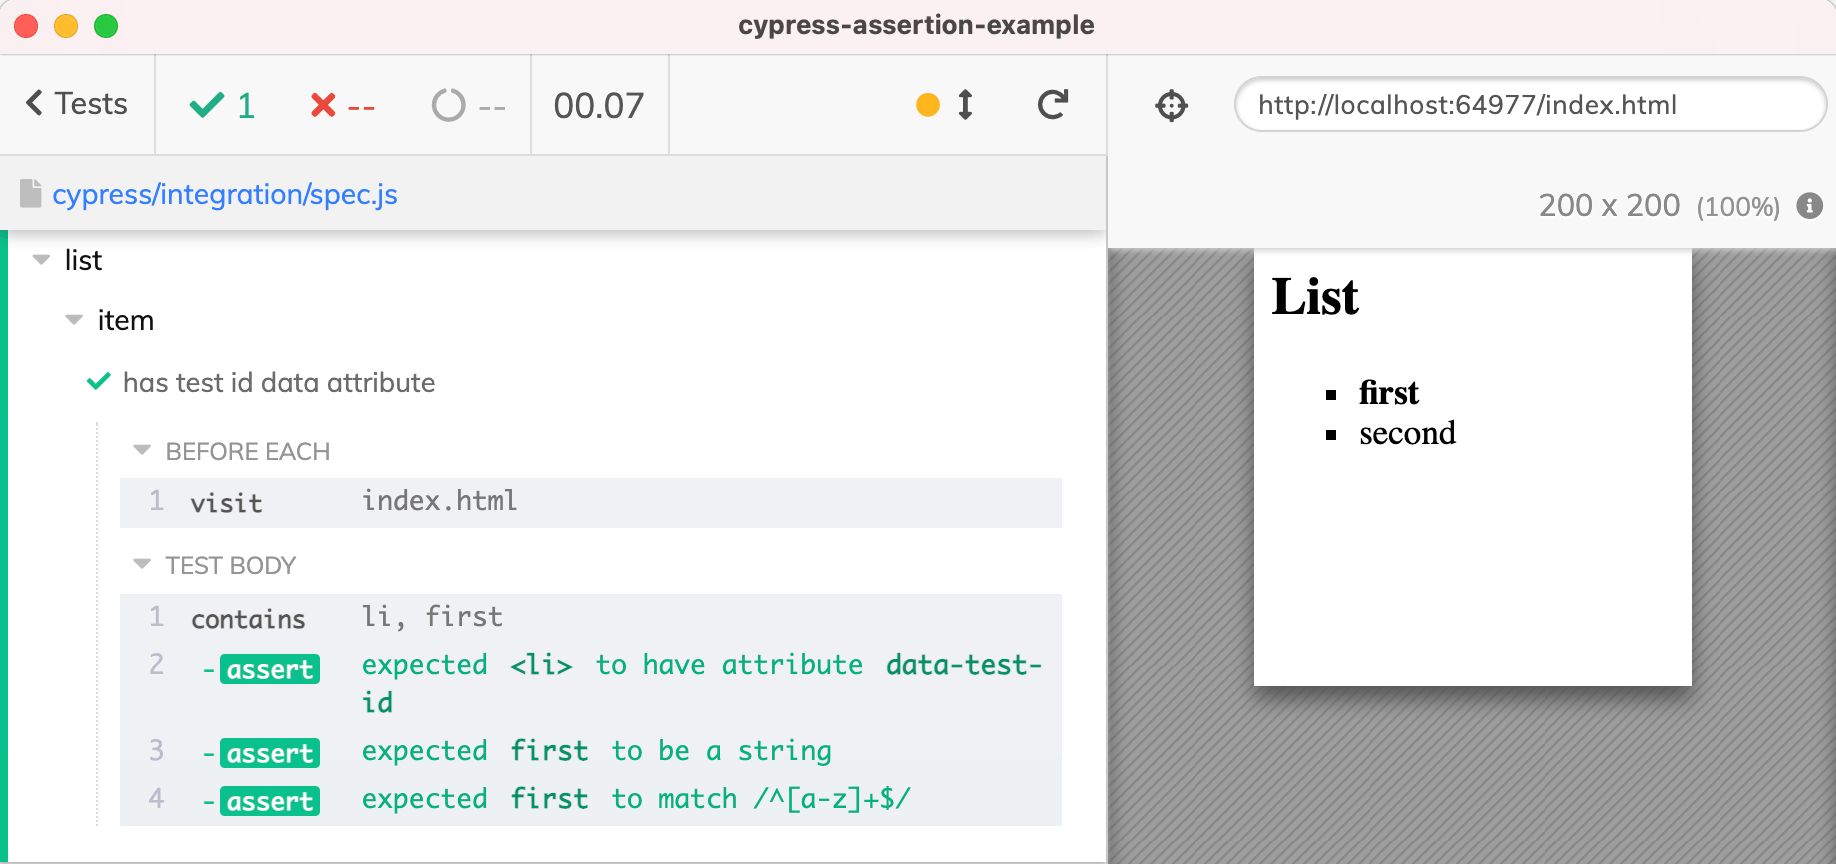 cypress-assertion-example
Tests 1 -- -- 00.07
http://localhost:64977/index.html
cypress/integration/spec.js
200 x 200 (100%)
list
item
has test id data attribute
BEFORE EACH
1 visit index.html
TEST BODY
1 contains li, first
2 -assert expected <li> to have attribute data-test-
id
3 -assert expected first to be a string
4 -assert expected first to match /^[a-z]+$/
List
first
second